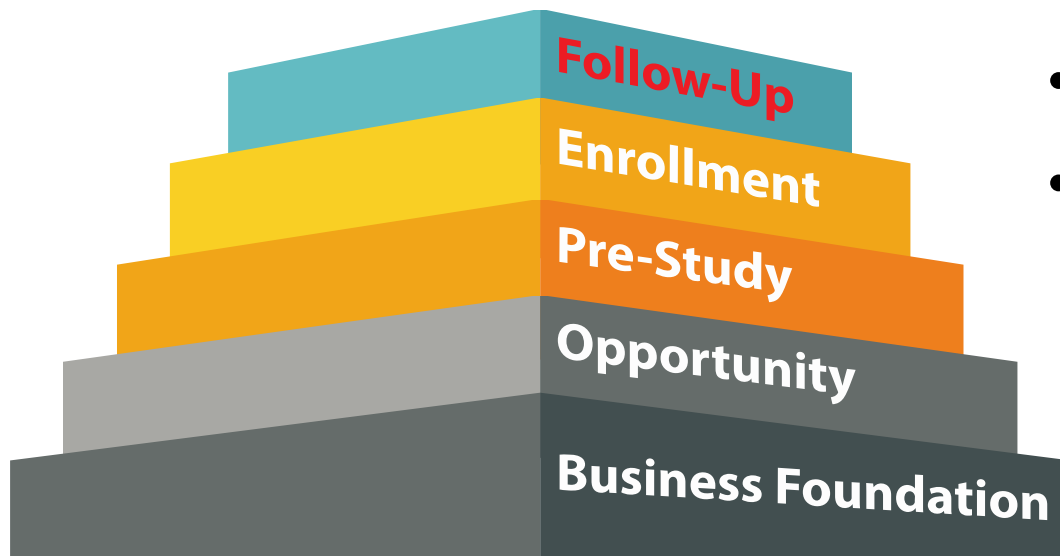 Follow-Up
Enrollment
Pre-Study
Opportunity
Business Foundation